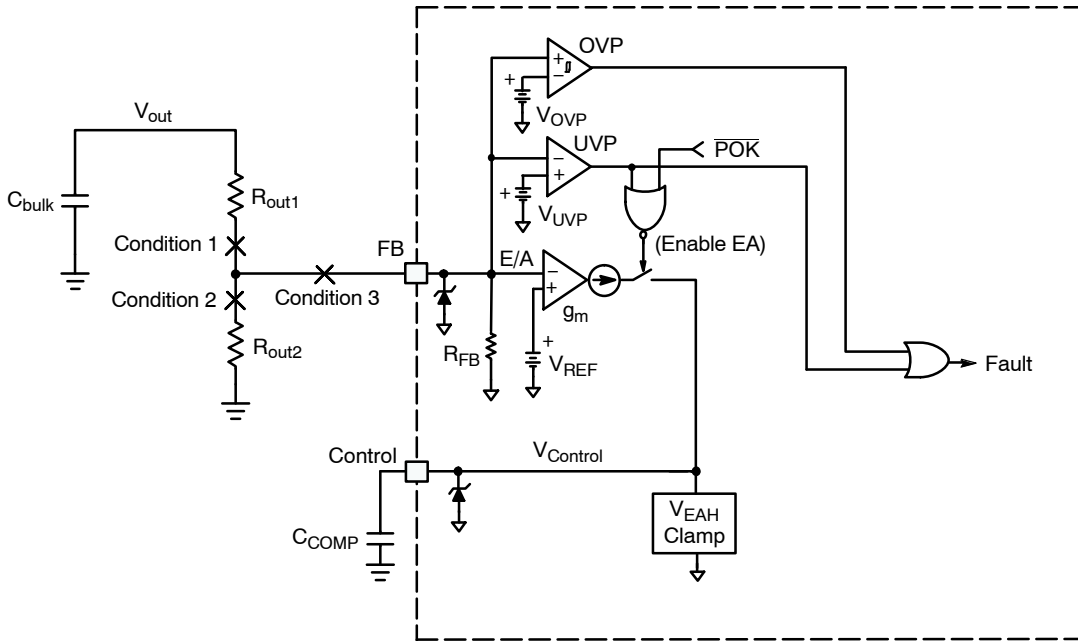 OVP
+
−
+
V_OVP
V_out
UVP
−
+
+
V_UVP
POK
C_bulk
R_out1
Condition 1
FB
E/A
(Enable EA)
−
+
g_m
Condition 2
Condition 3
R_out2
R_FB
+
V_REF
Fault
Control
V_Control
C_COMP
V_EAH
Clamp